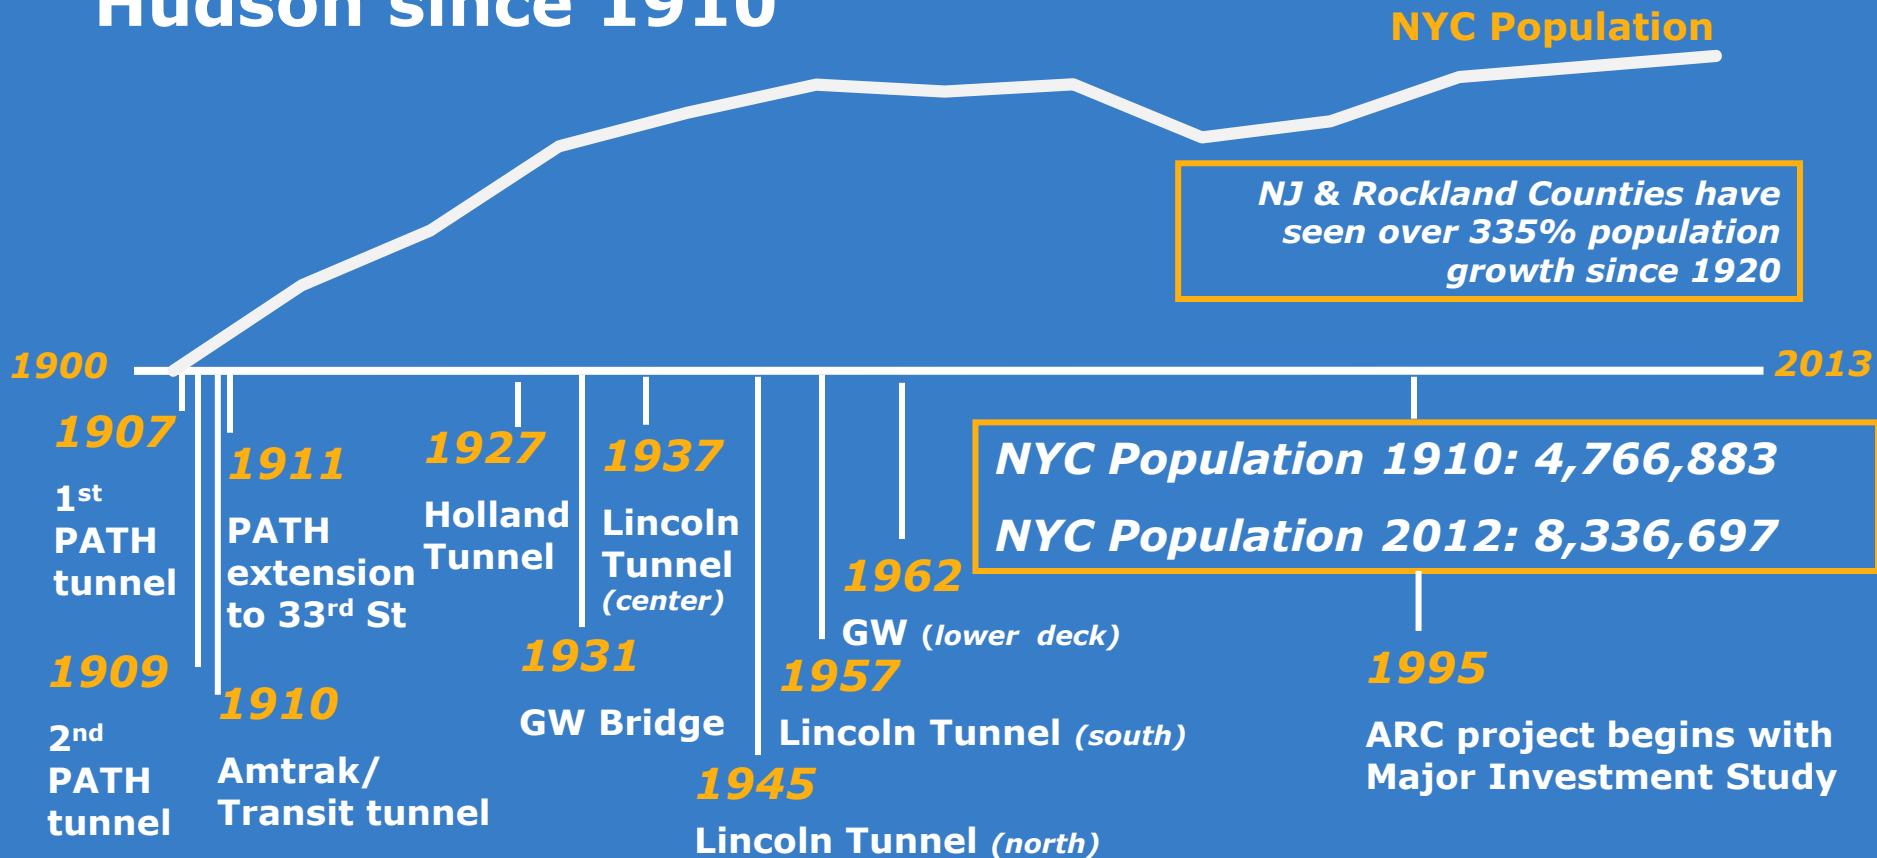 Hudson since 1910
NYC Population
NJ & Rockland Counties have
seen over 335% population
growth since 1920
1900
2013
1907
1st
PATH
tunnel
1909
2nd
PATH
tunnel
1910
Amtrak/
Transit tunnel
1911
PATH
extension
to 33rd St
1927
Holland
Tunnel
1931
GW Bridge
1937
Lincoln
Tunnel
(center)
1945
Lincoln Tunnel (north)
1957
Lincoln Tunnel (south)
1962
GW (lower deck)
NYC Population 1910: 4,766,883
NYC Population 2012: 8,336,697
1995
ARC project begins with
Major Investment Study